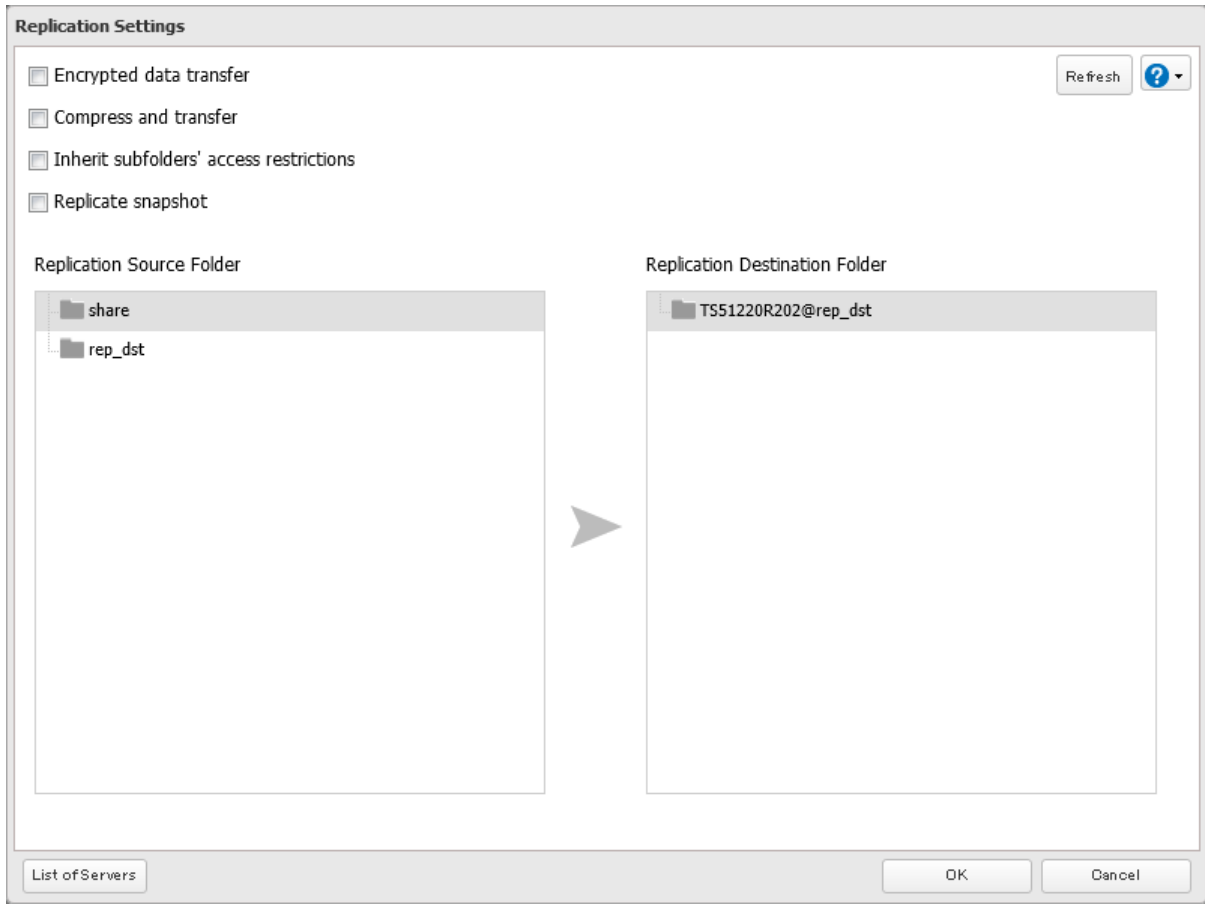 Replication Settings
Encrypted data transfer
Refresh
?
Compress and transfer
Inherit subfolders' access restrictions
Replicate snapshot
Replication Source Folder
Replication Destination Folder
share
TS51220R202@rep_dst
rep_dst
List of Servers
OK
Cancel